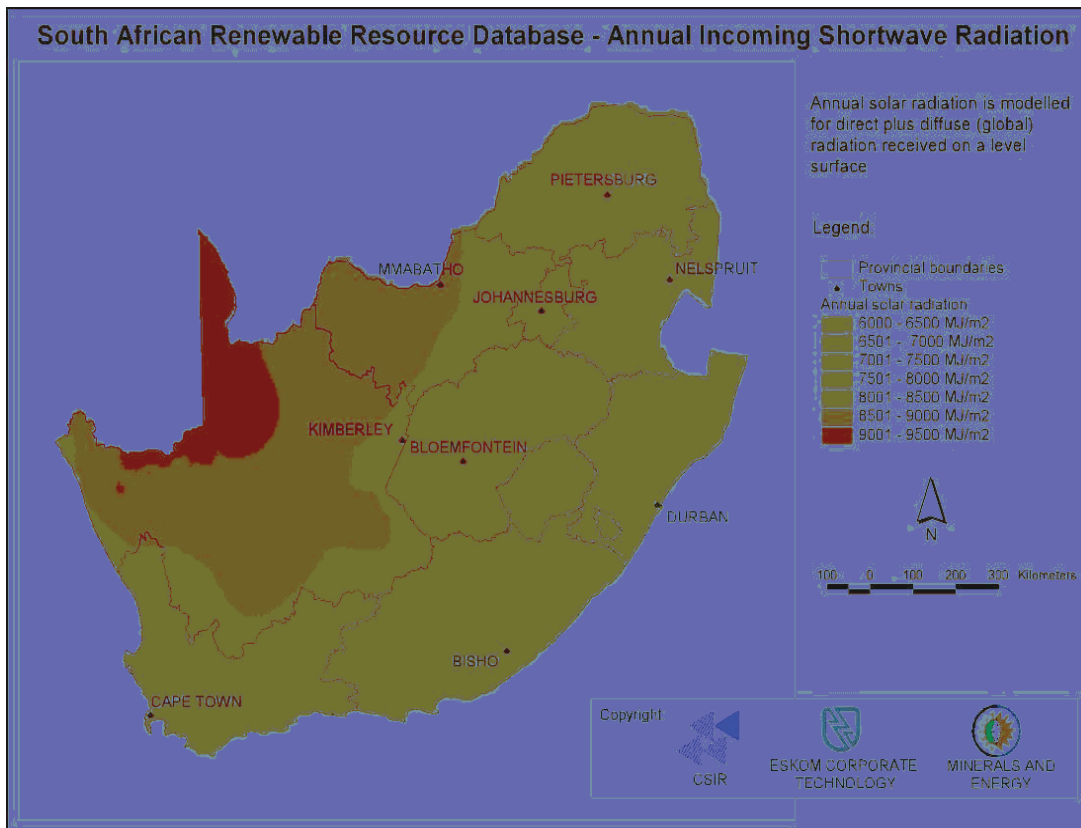 South African Renewable Resource Database - Annual Incoming Shortwave Radiation
Annual solar radiation is modelled
for direct plus diffuse (global)
radiation received on a level
surface
PIETERSBURG
Legend:
MMABATHO
NELSPRUIT
Provincial boundaries
Towns
JOHANNESBURG
Annual solar radiation
6000 - 6500 MJ/m2
6501 - 7000 MJ/m2
7001 - 7500 MJ/m2
7501 - 8000 MJ/m2
8001 - 8500 MJ/m2
8501 - 9000 MJ/m2
9001 - 9500 MJ/m2
KIMBERLEY
BLOEMFONTEIN
DURBAN
N
100 0 100 200 300 Kilometers
BISHO
CAPE TOWN
Copyright:
CSIR
ESKOM CORPORATE
TECHNOLOGY
MINERALS AND
ENERGY